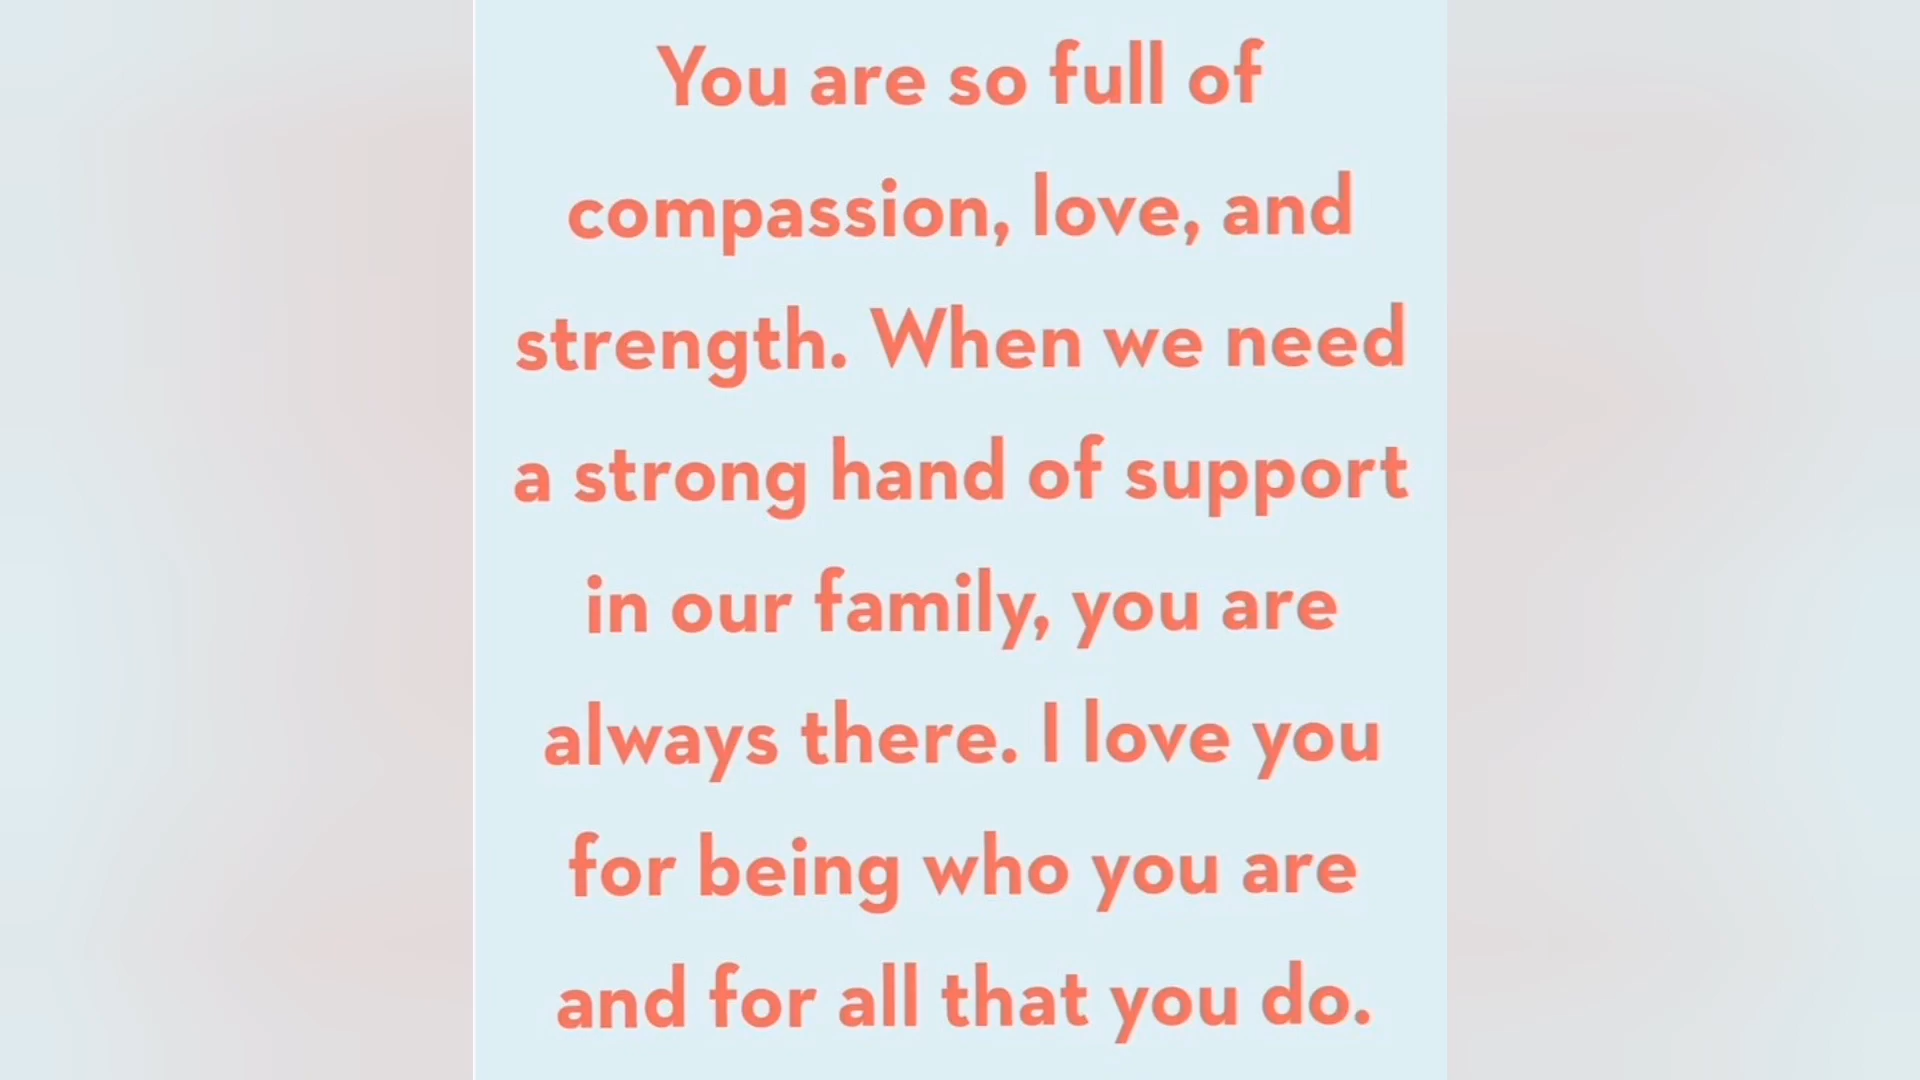 You are so full of
compassion, love, and
strength. When we need
a strong hand of support
in our family, you are
always there. I love you
for being who you are
and for all that you do.